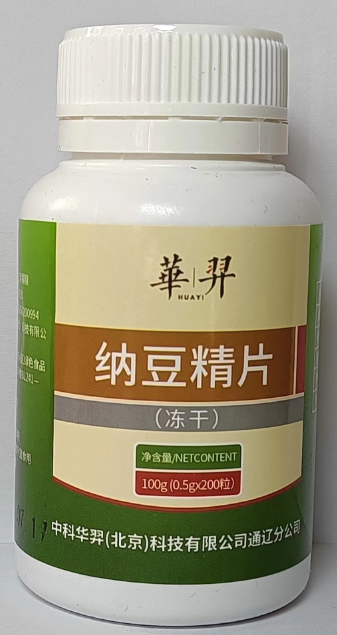 華羿
HUAYI
纳豆精片
（冻干）
净含量/NETCONTENT
100g (0.5gx200粒)
中科华羿(北京)科技有限公司通辽分公司